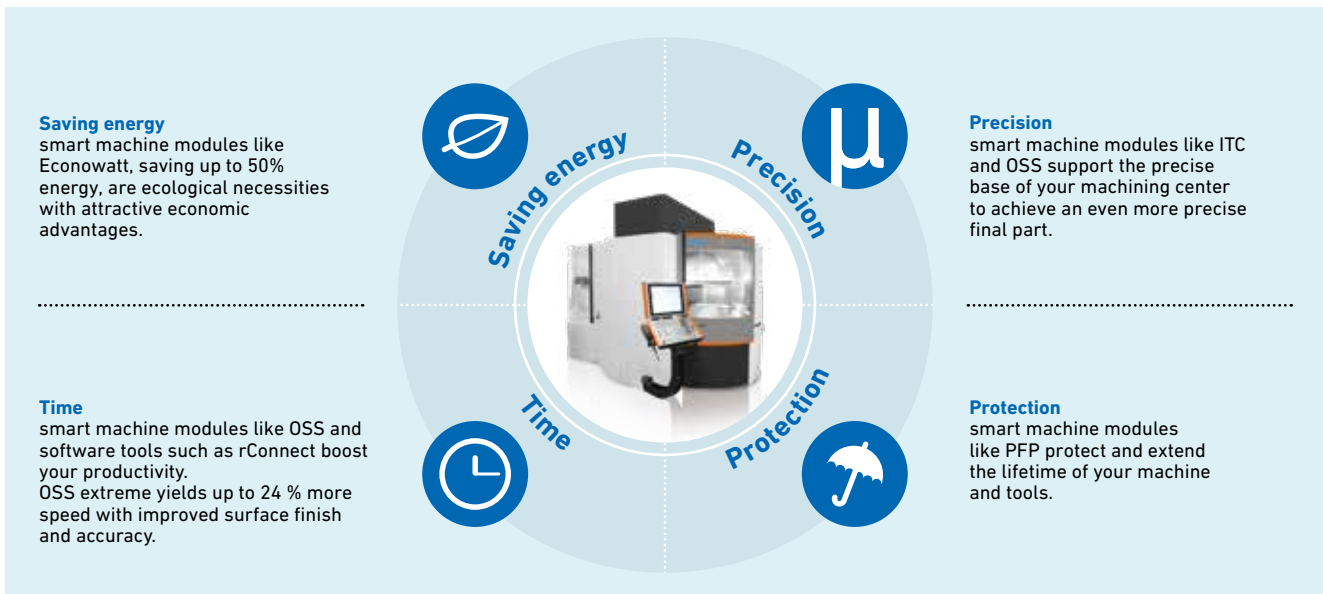 Saving energy
smart machine modules like
Econowatt, saving up to 50%
energy, are ecological necessities
with attractive economic
advantages.
Time
smart machine modules like OSS and
software tools such as rConnect boost
your productivity.
OSS extreme yields up to 24 % more
speed with improved surface finish
and accuracy.
Saving energy
Precision
µ
Time
Protection
Precision
smart machine modules like ITC
and OSS support the precise
base of your machining center
to achieve an even more precise
final part.
Protection
smart machine modules
like PFP protect and extend
the lifetime of your machine
and tools.